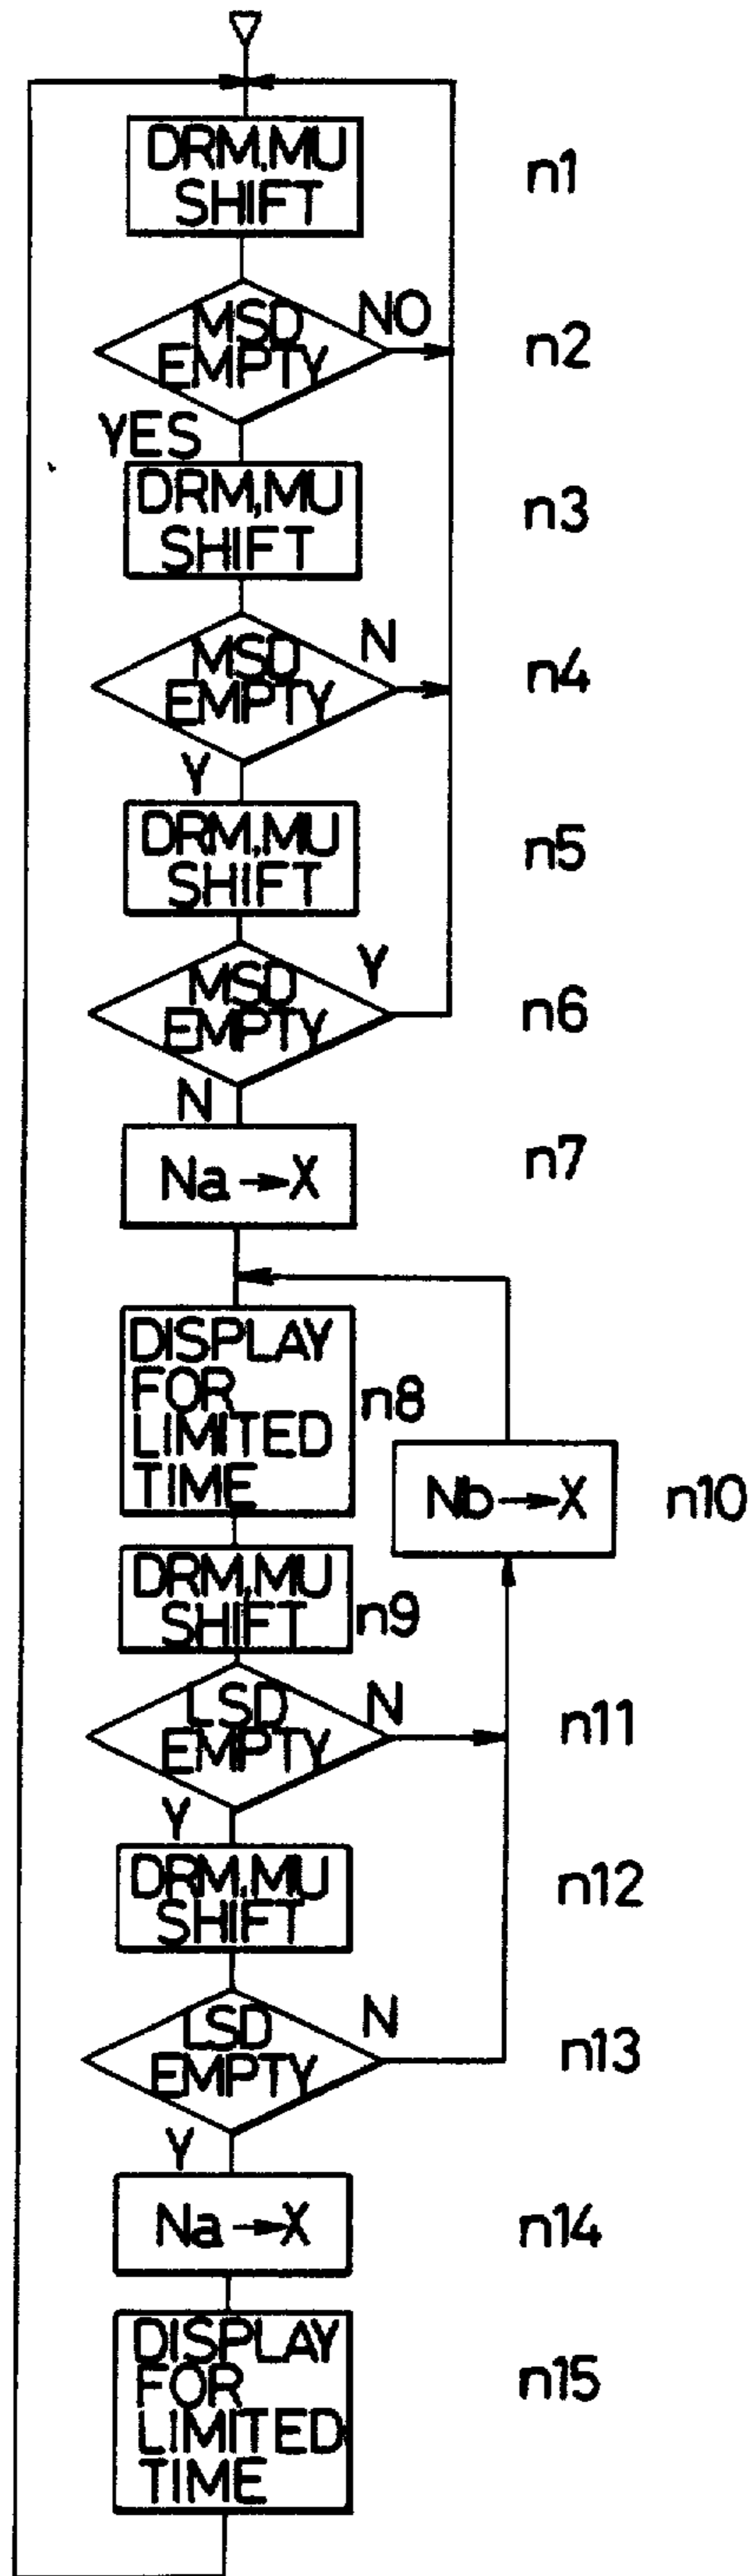 DRM,MU
SHIFT
n1
MSD
EMPTY
NO
n2
YES
DRM,MU
SHIFT
n3
MSD
EMPTY
N
n4
Y
DRM,MU
SHIFT
n5
MSD
EMPTY
Y
n6
N
Na→X
n7
DISPLAY
FOR
LIMITED
TIME
n8
Nb→X
n10
DRM,MU
SHIFT
n9
LSD
EMPTY
N
n11
Y
DRM,MU
SHIFT
n12
LSD
EMPTY
N
n13
Y
Na→X
n14
DISPLAY
FOR
LIMITED
TIME
n15